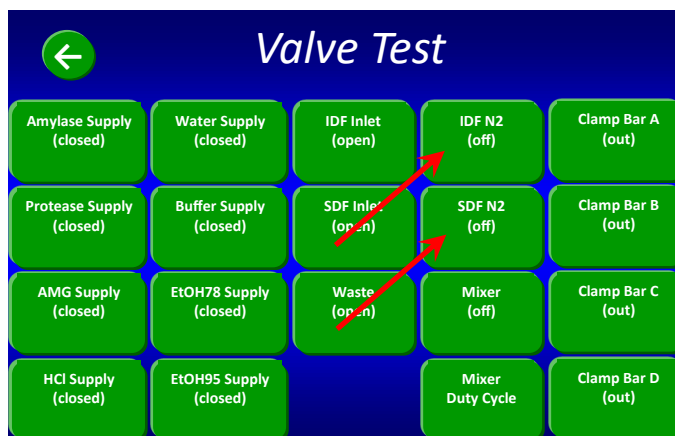 Valve Test
Amylase Supply
(closed)
Water Supply
(closed)
IDF Inlet
(open)
IDF N2
(off)
Clamp Bar A
(out)
Protease Supply
(closed)
Buffer Supply
(closed)
SDF Inlet
(open)
SDF N2
(off)
Clamp Bar B
(out)
AMG Supply
(closed)
EtOH78 Supply
(closed)
Waste
(open)
Mixer
(off)
Clamp Bar C
(out)
HCl Supply
(closed)
EtOH95 Supply
(closed)
Mixer
Duty Cycle
Clamp Bar D
(out)